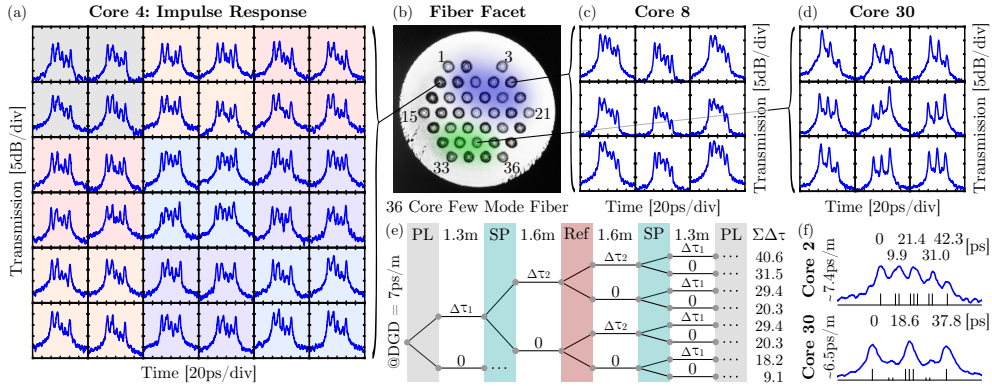 (a) Core 4: Impulse Response
Transmission [5dB/div]
Time [20ps/div]
(b) Fiber Facet
1 3
15 21
33 36
36 Core Few Mode Fiber
(c) Core 8
Transmission [5dB/div]
Time [20ps/div]
(d) Core 30
Transmission [5dB/div]
Time [20ps/div]
(e) PL 1.3m SP 1.6m Ref 1.6m SP 1.3m PL ΣΔτ
@DGD = 7ps/m
Δτ₁ 40.6
Δτ₂ 0 31.5
Δτ₂ Δτ₁ 29.4
Δτ₁ 0 0 20.3
Δτ₂ Δτ₁ 29.4
0 20.3
0 0 Δτ₁ 18.2
0 ··· 0 9.1
(f) 0 21.4 42.3 [ps]
9.9 31.0
Core 2
~7.4ps/m
0 18.6 37.8 [ps]
Core 30
~6.5ps/m